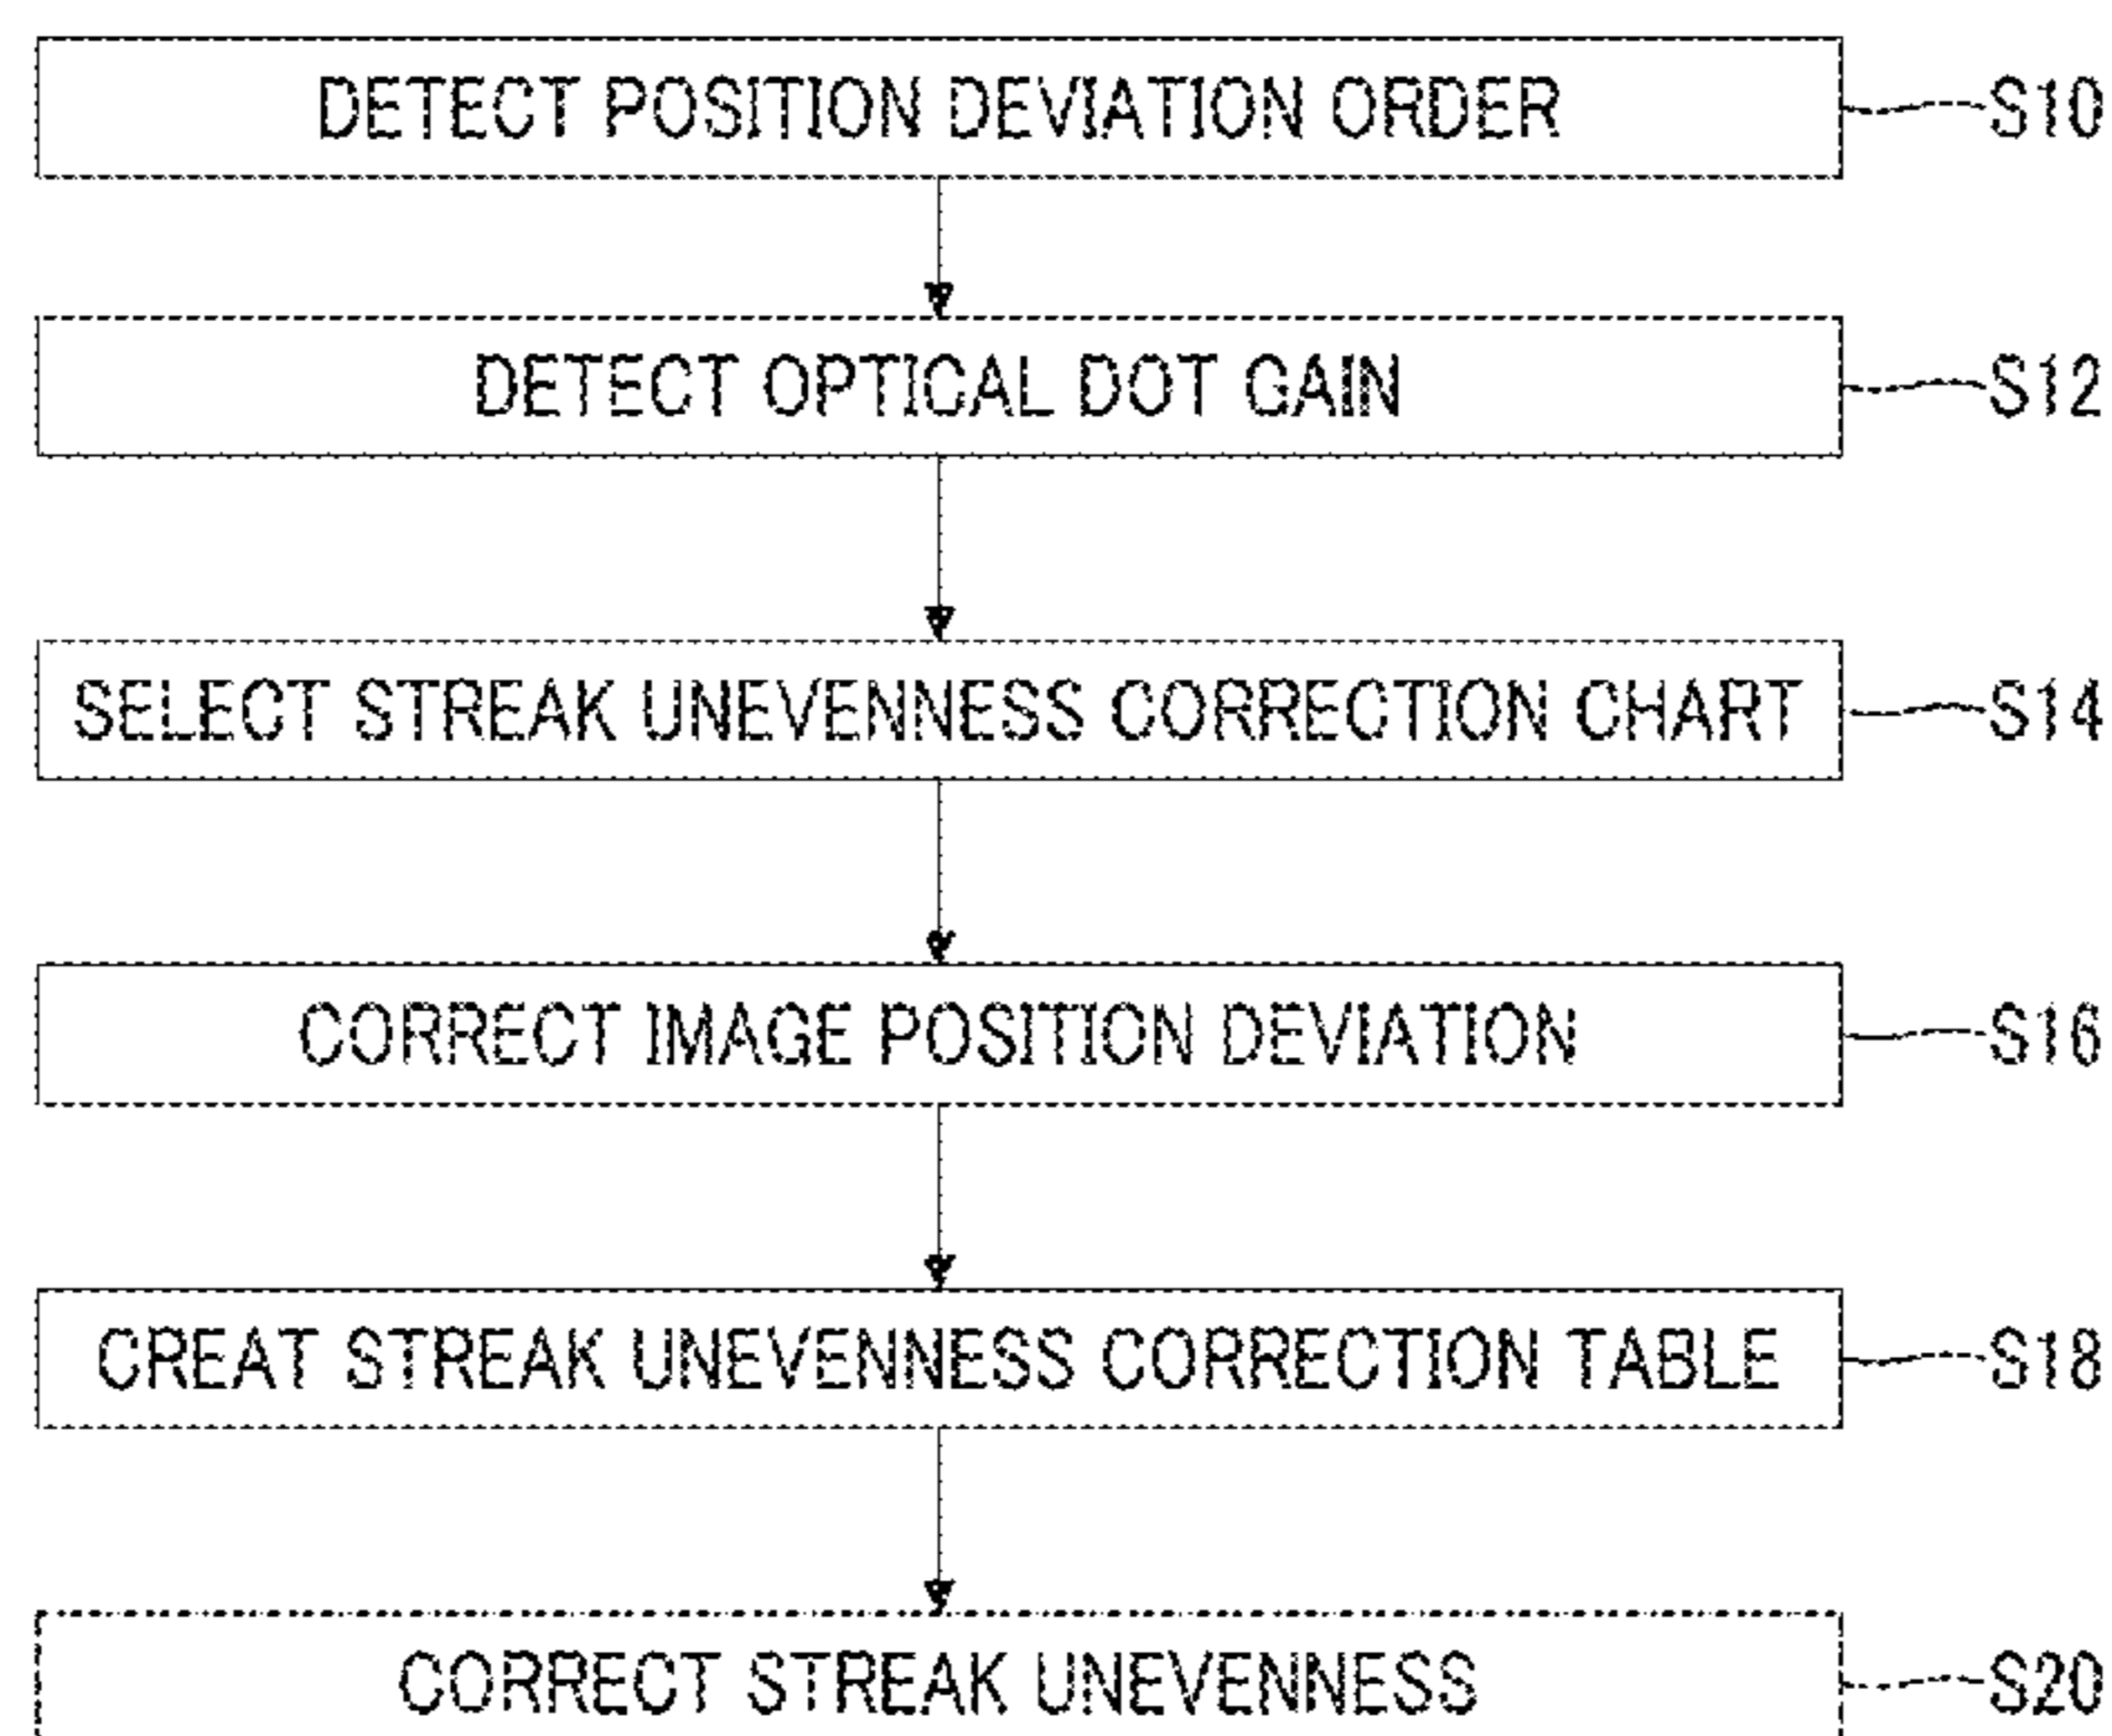 DETECT POSITION DEVIATION ORDER S10
DETECT OPTICAL DOT GAIN S12
SELECT STREAK UNEVENNESS CORRECTION CHART S14
CORRECT IMAGE POSITION DEVIATION S16
CREAT STREAK UNEVENNESS CORRECTION TABLE S18
CORRECT STREAK UNEVENNESS S20